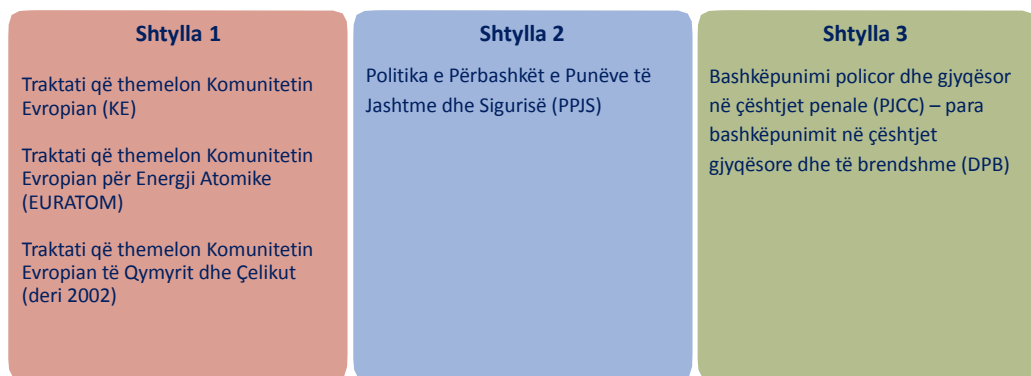 Shtylla 1
Traktati që themelon Komunitetin
Evropian (KE)
Traktati që themelon Komunitetin
Evropian për Energji Atomike
(EURATOM)
Traktati që themelon Komunitetin
Evropian të Qymyrit dhe Çelikut
(deri 2002)
Shtylla 2
Politika e Përbashkët e Punëve të
Jashtme dhe Sigurisë (PPJS)
Shtylla 3
Bashkëpunimi policor dhe gjyqësor
në çështjet penale (PJCC) – para
bashkëpunimit në çështjet
gjyqësore dhe të brendshme (DPB)